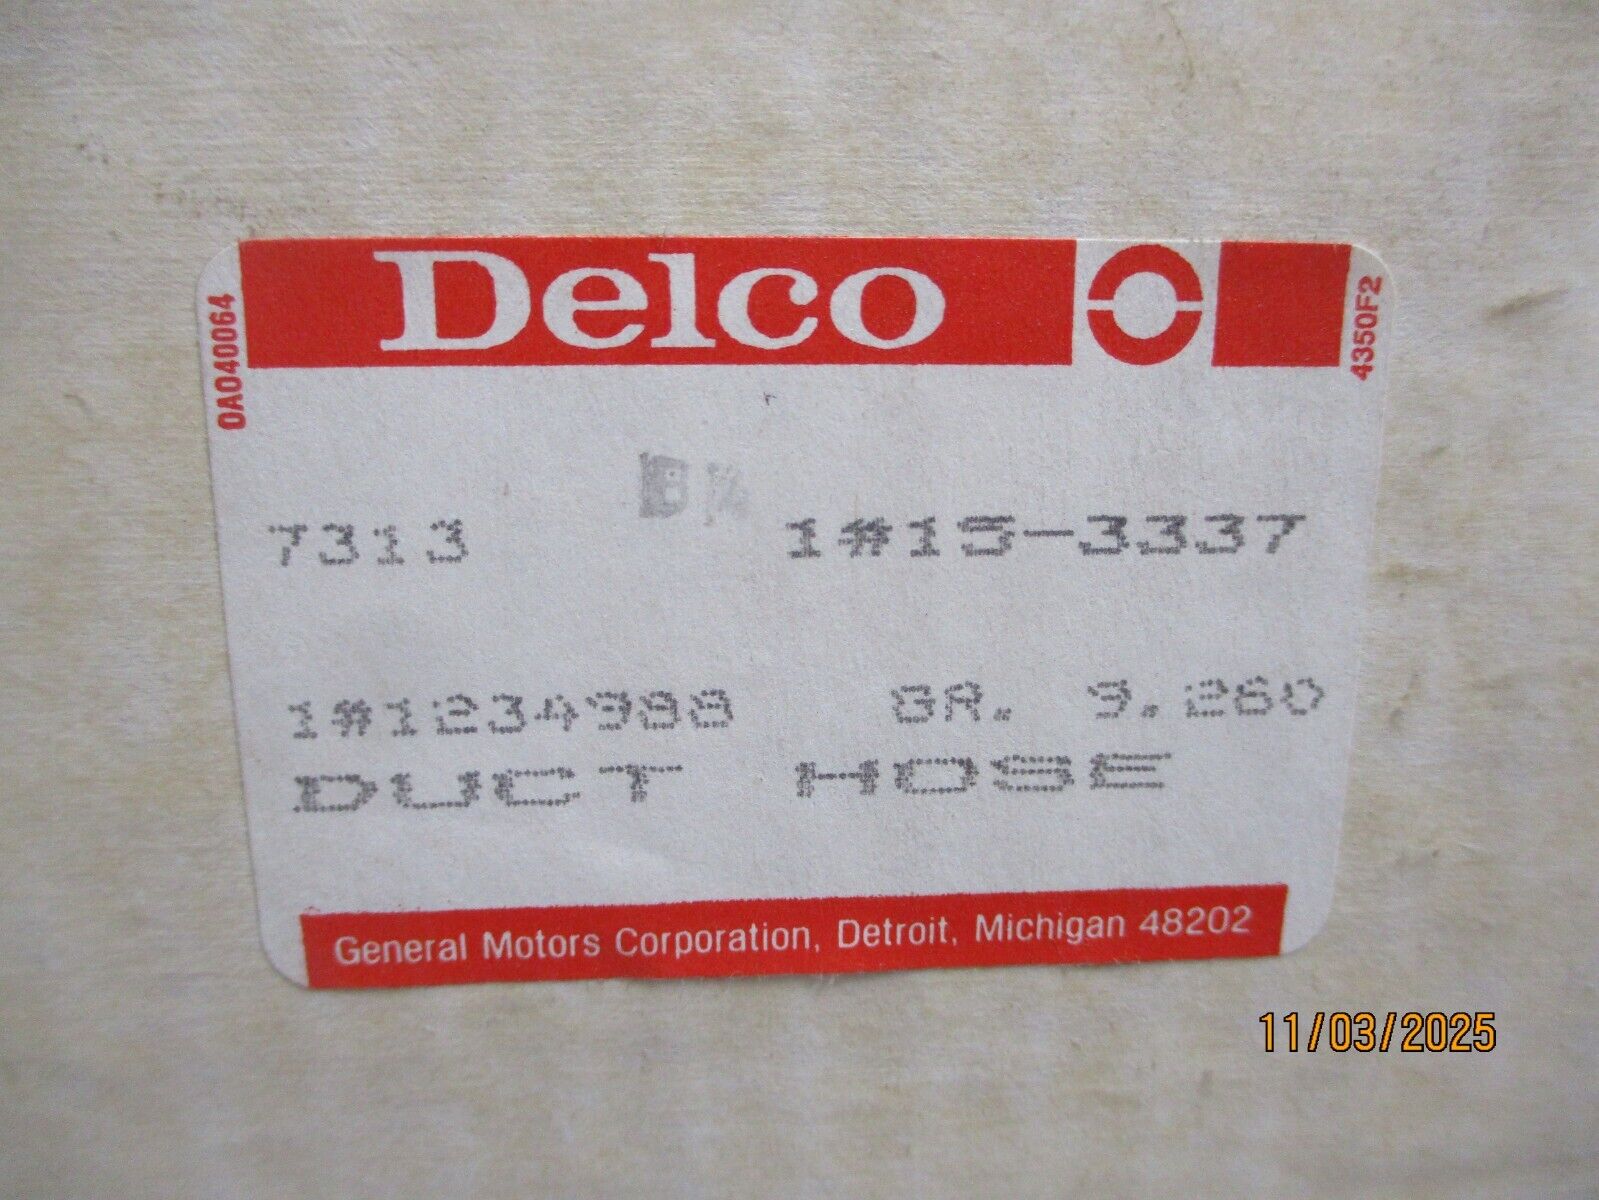 Delco
0A040064
4350F2
7313 1#15-3337
1#1234988 GR. 9.260
DUCT HOSE
General Motors Corporation, Detroit, Michigan 48202
11/03/2025